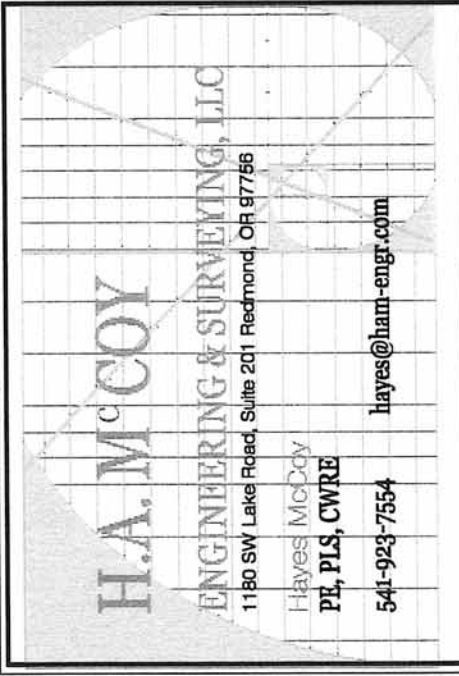 H.A. McCOY
ENGINEERING & SURVEYING, LLC
1180 SW Lake Road, Suite 201 Redmond, OR 97756
Hayes McCoy
PE, PLS, CWRE
541-923-7554 hayes@ham-engr.com